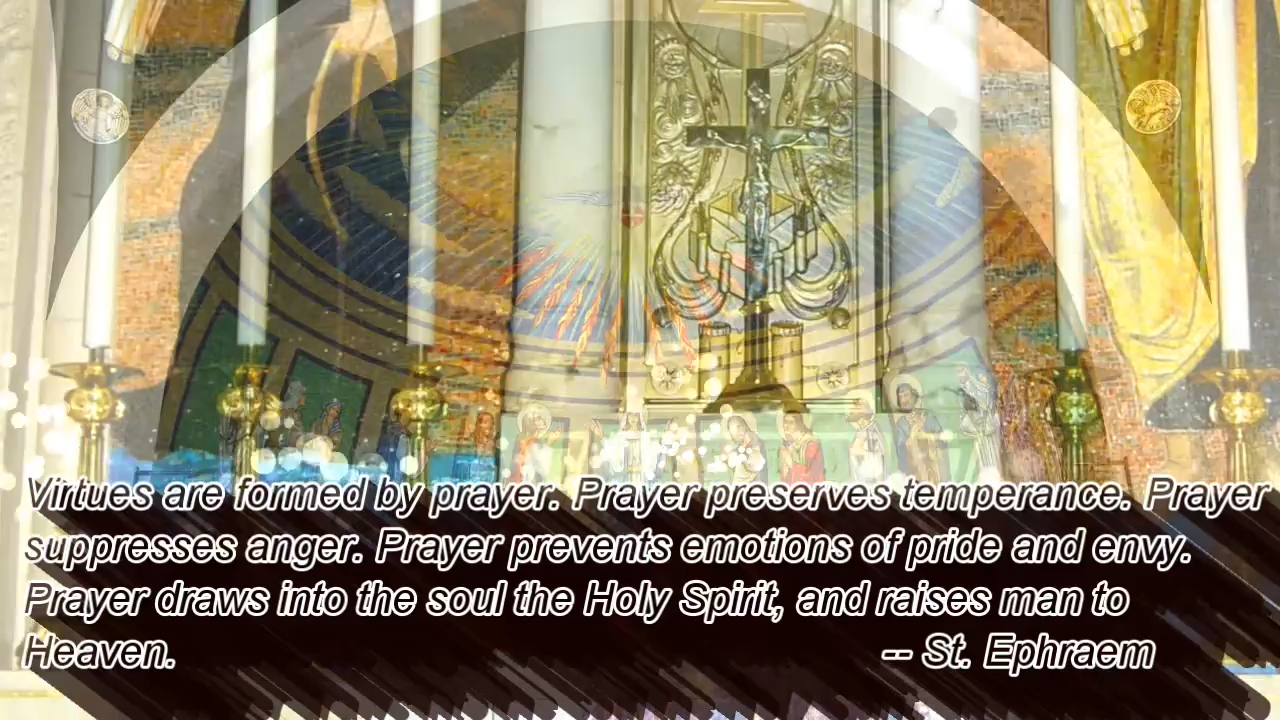 Virtues are formed by prayer. Prayer preserves temperance. Prayer
suppresses anger. Prayer prevents emotions of pride and envy.
Prayer draws into the soul the Holy Spirit, and raises man to
Heaven. -- St. Ephraem